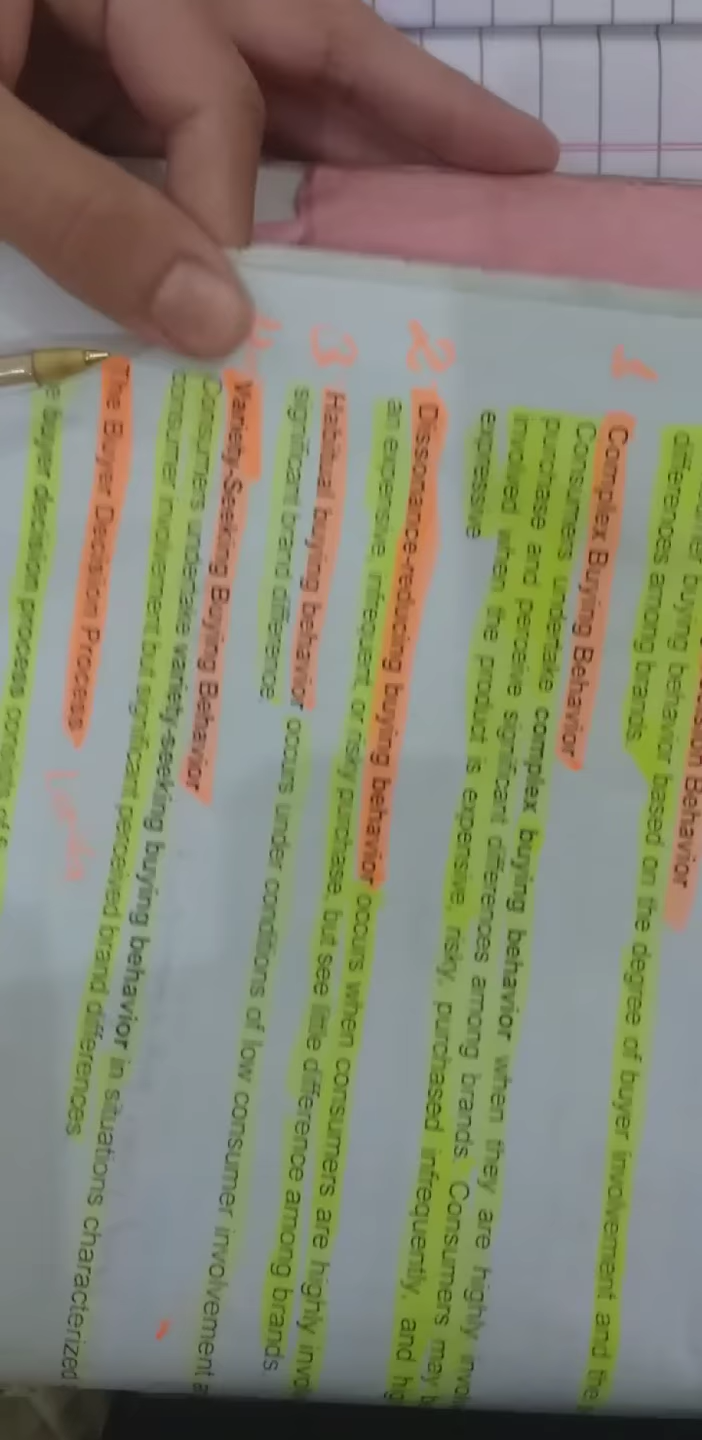 Behavior
buying behavior based on the degree of buyer involvement and the
differences among brands.
1 Complex Buying Behavior
Consumers undertake complex buying behavior when they are highly
purchase and perceive significant differences among brands. Consumers may
involved when the product is expensive, risky, purchased infrequently, and
expressive
2 Dissonance-reducing buying behavior occurs when consumers are highly
an expensive, infrequent, or risky purchase, but see little difference among brands.
3 Habitual buying behavior occurs under conditions of low consumer involvement
significant brand difference.
Variety-Seeking Buying Behavior
Consumers undertake variety-seeking buying behavior in situations characterized
consumer involvement but significant perceived brand differences
The Buyer Decision Process
buyer decision process consists of